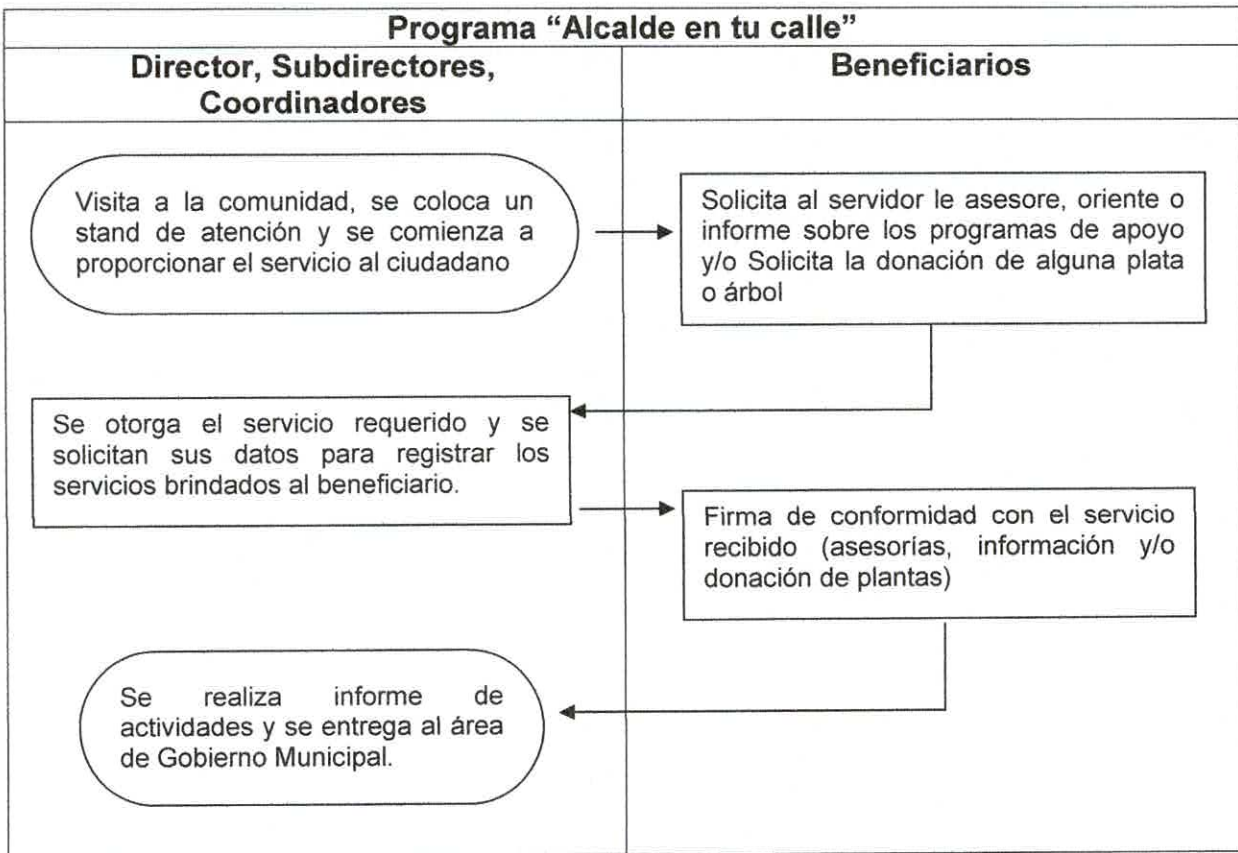 Programa “Alcalde en tu calle”
Director, Subdirectores,
Coordinadores
Beneficiarios
Visita a la comunidad, se coloca un
stand de atención y se comienza a
proporcionar el servicio al ciudadano
Solicita al servidor le asesore, oriente o
informe sobre los programas de apoyo
y/o Solicita la donación de alguna plata
o árbol
Se otorga el servicio requerido y se
solicitan sus datos para registrar los
servicios brindados al beneficiario.
Firma de conformidad con el servicio
recibido (asesorías, información y/o
donación de plantas)
Se realiza informe de
actividades y se entrega al área
de Gobierno Municipal.